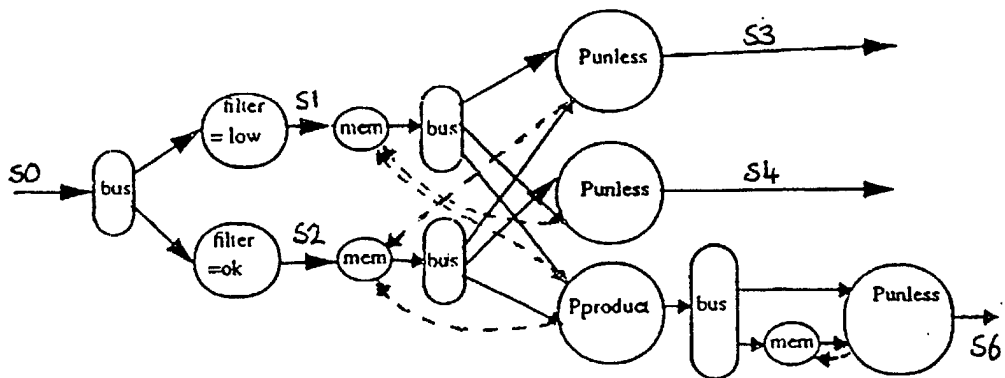 S0
bus
filter
= low
S1
mem
bus
Punless
S3
filter
=ok
S2
mem
bus
Punless
S4
Pproduct
bus
mem
Punless
S6